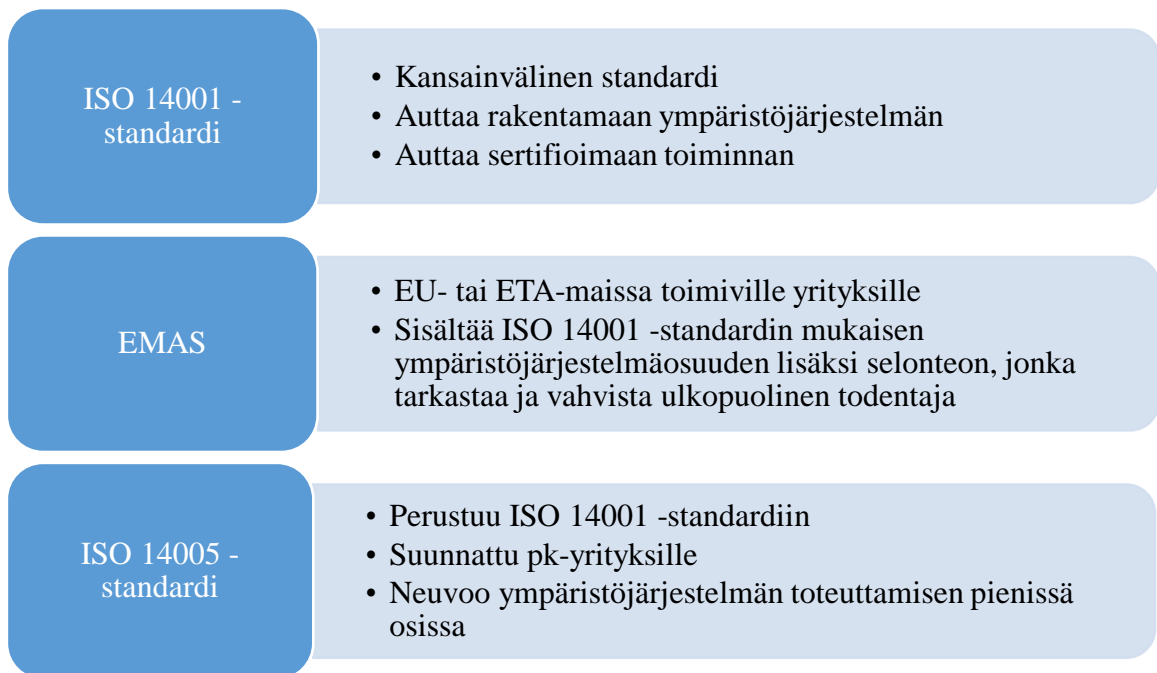 ISO 14001 -
standardi
• Kansainvälinen standardi
• Auttaa rakentamaan ympäristöjärjestelmän
• Auttaa sertifioimaan toiminnan
EMAS
• EU- tai ETA-maissa toimiville yrityksille
• Sisältää ISO 14001 -standardin mukaisen
ympäristöjärjestelmäosuuden lisäksi selonteon, jonka
tarkastaa ja vahvista ulkopuolinen todentaja
ISO 14005 -
standardi
• Perustuu ISO 14001 -standardiin
• Suunnattu pk-yrityksille
• Neuvoo ympäristöjärjestelmän toteuttamisen pienissä
osissa